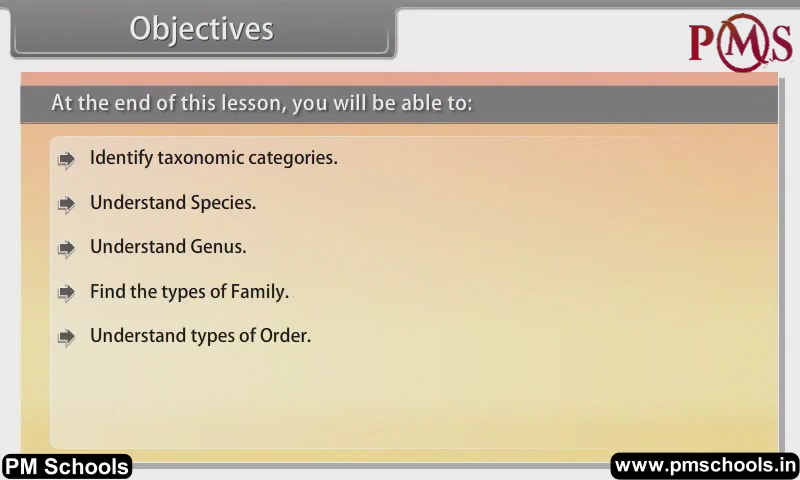 Objectives
PMS
At the end of this lesson, you will be able to:
Identify taxonomic categories.
Understand Species.
Understand Genus.
Find the types of Family.
Understand types of Order.
PM Schools
www.pmschools.in